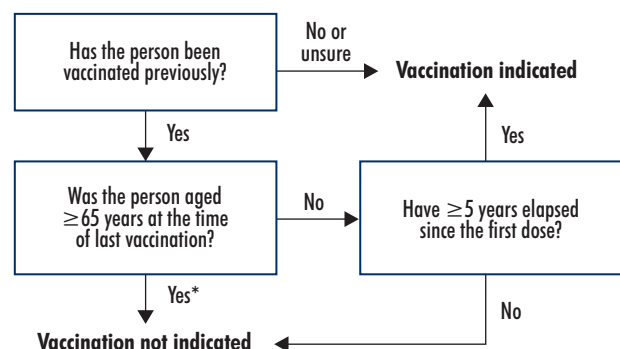 Has the person been
vaccinated previously?
No or
unsure
Vaccination indicated
Yes
Yes
Was the person aged
≥65 years at the time
of last vaccination?
No
Have ≥5 years elapsed
since the first dose?
Yes*
No
Vaccination not indicated